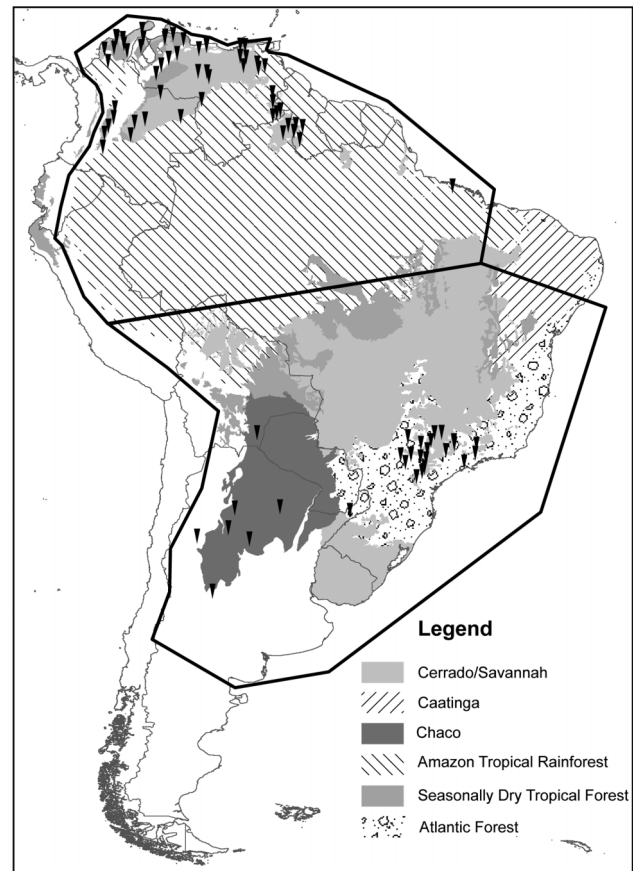 Legend
Cerrado/Savannah
Caatinga
Chaco
Amazon Tropical Rainforest
Seasonally Dry Tropical Forest
Atlantic Forest